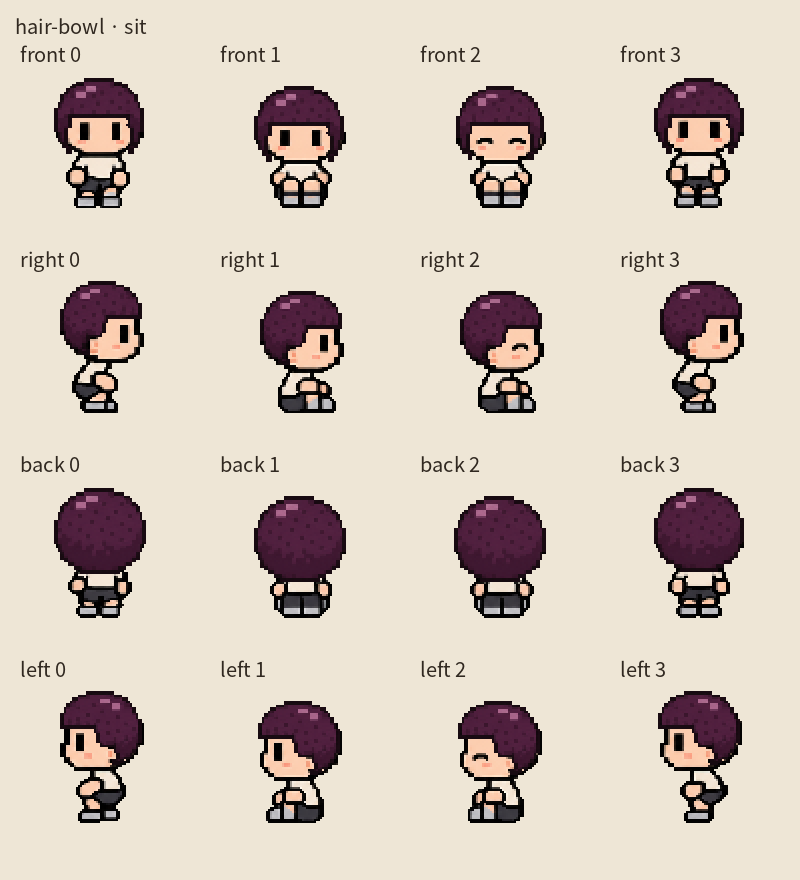 hair-bowl · sit
front 0 front 1 front 2 front 3
right 0 right 1 right 2 right 3
back 0 back 1 back 2 back 3
left 0 left 1 left 2 left 3